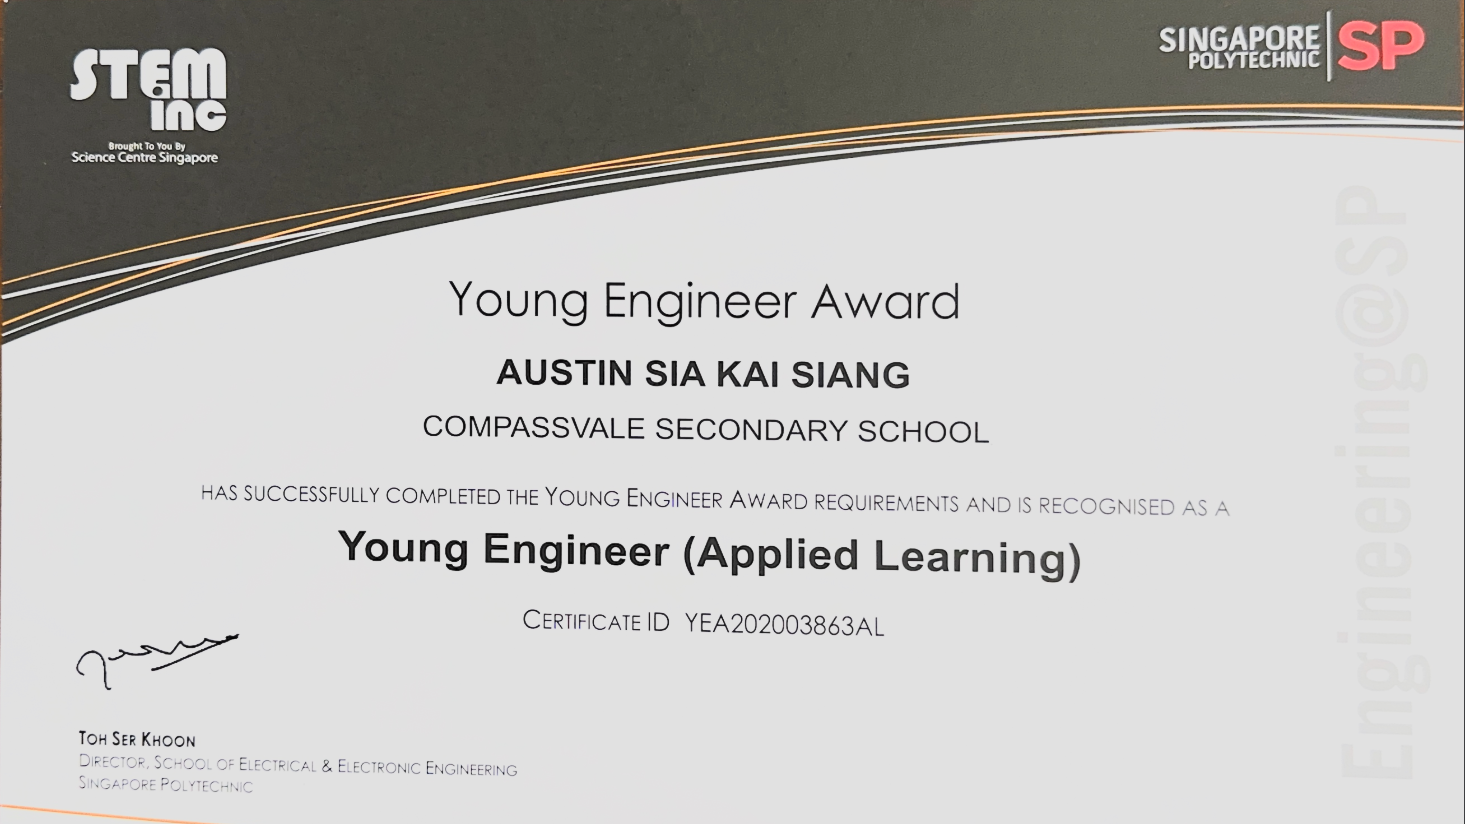 STEM
inc
Brought To You By
Science Centre Singapore
SINGAPORE
POLYTECHNIC
SP
Young Engineer Award
AUSTIN SIA KAI SIANG
COMPASSVALE SECONDARY SCHOOL
HAS SUCCESSFULLY COMPLETED THE YOUNG ENGINEER AWARD REQUIREMENTS AND IS RECOGNISED AS A
Young Engineer (Applied Learning)
CERTIFICATE ID YEA202003863AL
TOH SER KHOON
DIRECTOR, SCHOOL OF ELECTRICAL & ELECTRONIC ENGINEERING
SINGAPORE POLYTECHNIC
Engineering@SP